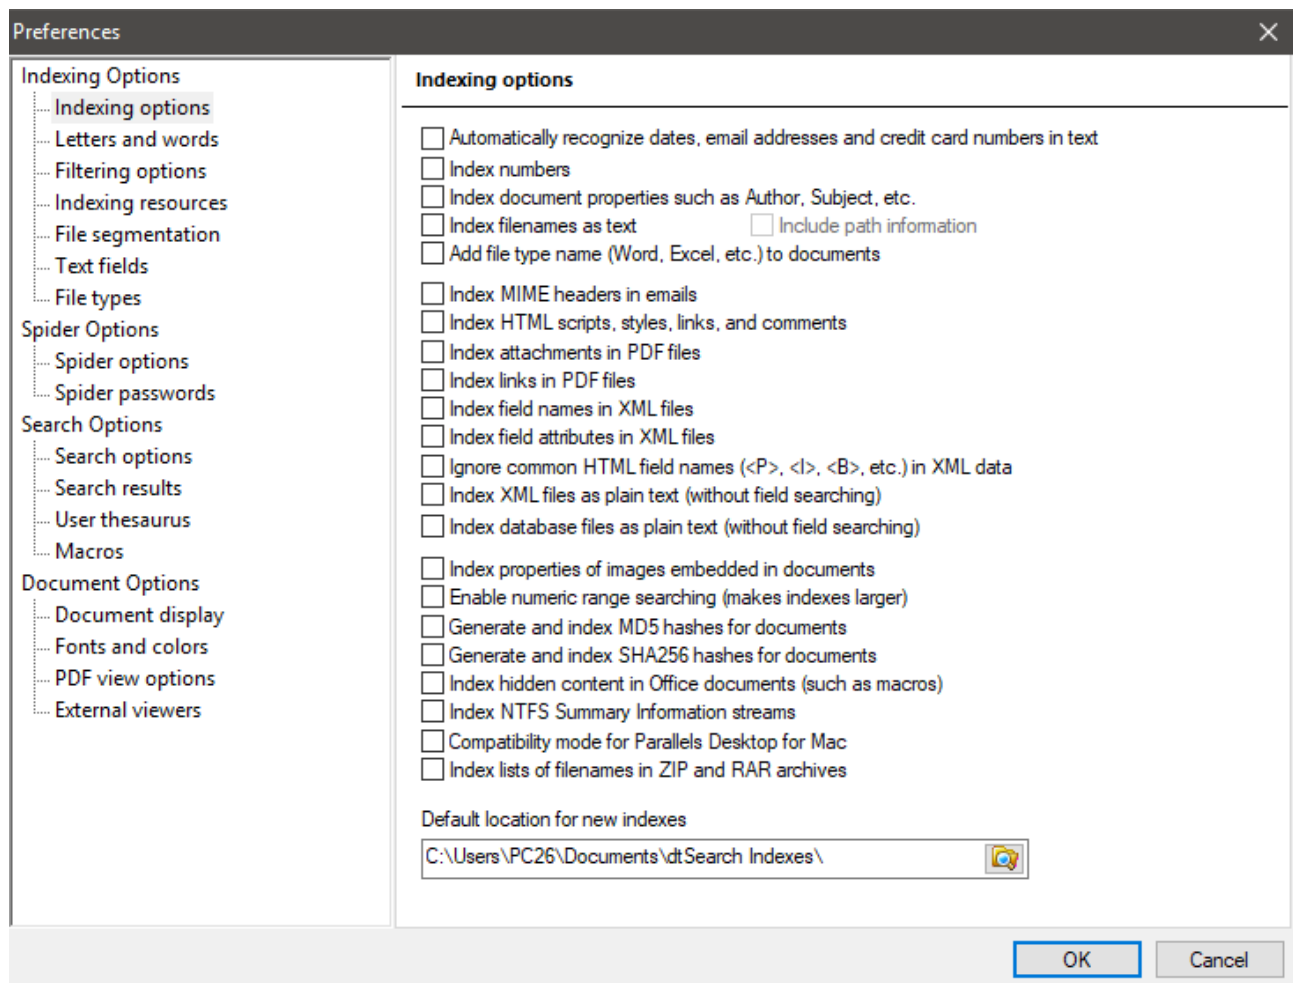 Preferences
Indexing Options
Indexing options
Letters and words
Filtering options
Indexing resources
File segmentation
Text fields
File types
Spider Options
Spider options
Spider passwords
Search Options
Search options
Search results
User thesaurus
Macros
Document Options
Document display
Fonts and colors
PDF view options
External viewers
Indexing options
Automatically recognize dates, email addresses and credit card numbers in text
Index numbers
Index document properties such as Author, Subject, etc.
Index filenames as text Include path information
Add file type name (Word, Excel, etc.) to documents
Index MIME headers in emails
Index HTML scripts, styles, links, and comments
Index attachments in PDF files
Index links in PDF files
Index field names in XML files
Index field attributes in XML files
Ignore common HTML field names (<P>, <I>, <B>, etc.) in XML data
Index XML files as plain text (without field searching)
Index database files as plain text (without field searching)
Index properties of images embedded in documents
Enable numeric range searching (makes indexes larger)
Generate and index MD5 hashes for documents
Generate and index SHA256 hashes for documents
Index hidden content in Office documents (such as macros)
Index NTFS Summary Information streams
Compatibility mode for Parallels Desktop for Mac
Index lists of filenames in ZIP and RAR archives
Default location for new indexes
C:\Users\PC26\Documents\dtSearch Indexes\
OK Cancel